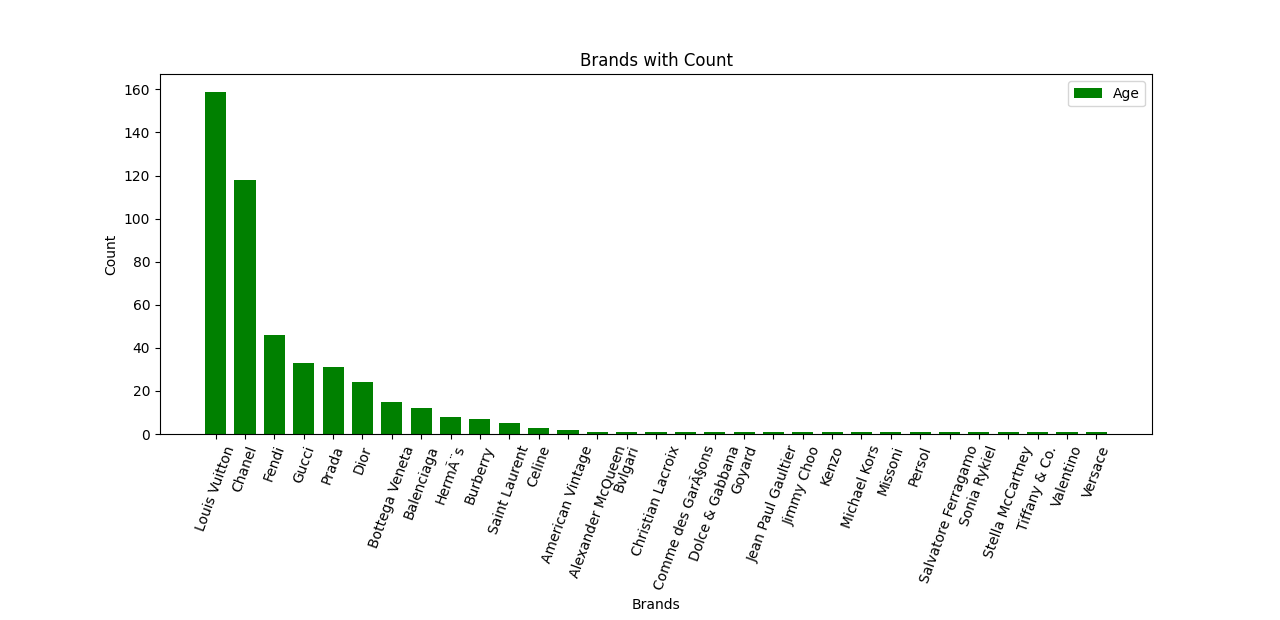 Brands with Count
Age
160
140
120
100
80
60
40
20
0
Count
Louis Vuitton
Chanel
Fendi
Gucci
Prada
Dior
Bottega Veneta
Balenciaga
HermÃ¨s
Burberry
Saint Laurent
Celine
American Vintage
Alexander McQueen
Bvlgari
Christian Lacroix
Comme des GarÃ§ons
Dolce & Gabbana
Goyard
Jean Paul Gaultier
Jimmy Choo
Kenzo
Michael Kors
Missoni
Persol
Salvatore Ferragamo
Sonia Rykiel
Stella McCartney
Tiffany & Co.
Valentino
Versace
Brands